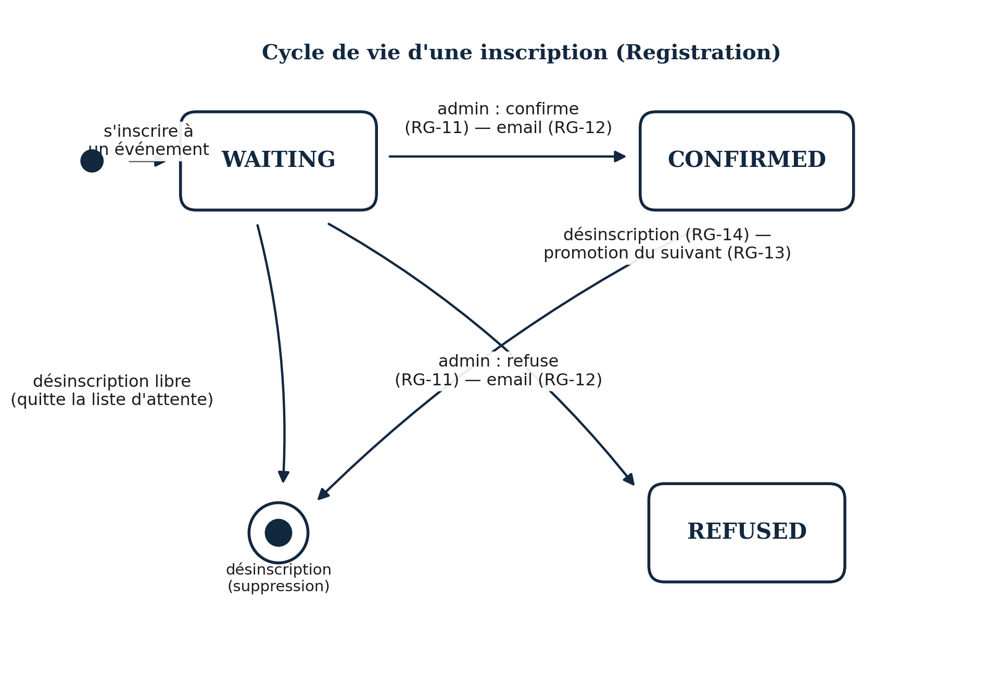 Cycle de vie d'une inscription (Registration)
s'inscrire à
un événement
WAITING
admin : confirme
(RG-11) — email (RG-12)
CONFIRMED
désinscription (RG-14) —
promotion du suivant (RG-13)
admin : refuse
(RG-11) — email (RG-12)
désinscription libre
(quitte la liste d'attente)
désinscription
(suppression)
REFUSED